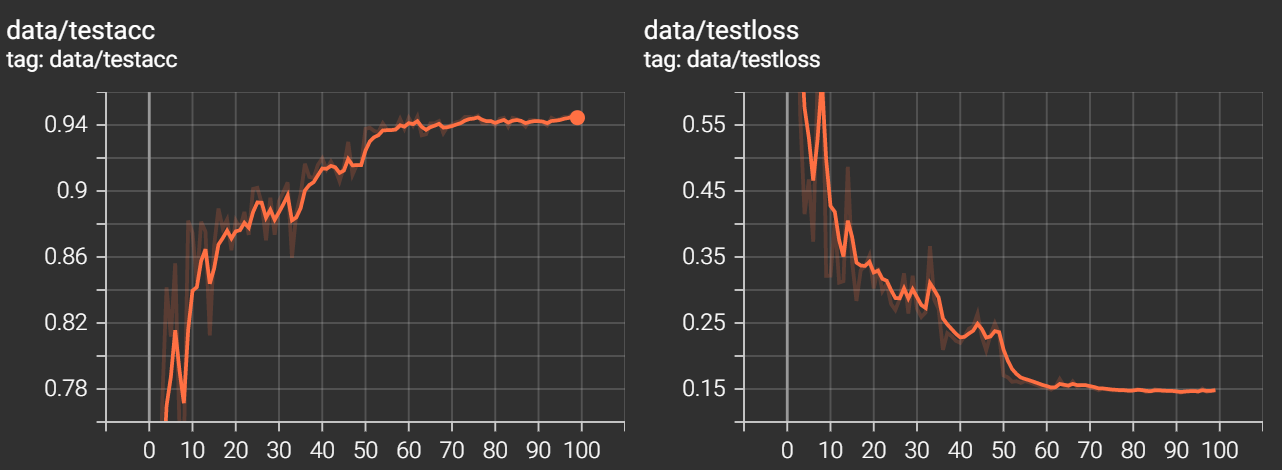 data/testacc
tag: data/testacc
0.94
0.9
0.86
0.82
0.78
0 10 20 30 40 50 60 70 80 90 100
data/testloss
tag: data/testloss
0.55
0.45
0.35
0.25
0.15
0 10 20 30 40 50 60 70 80 90 100